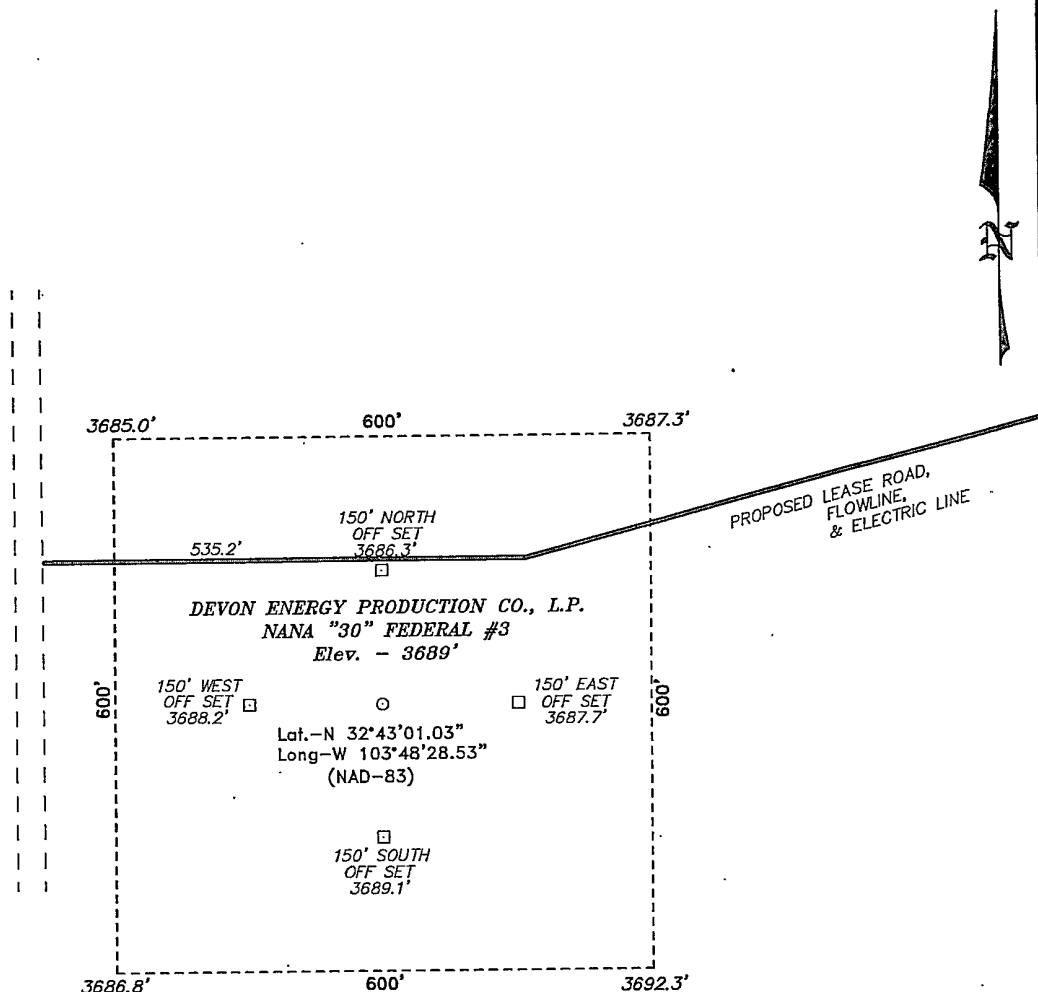 N
3685.0'
600'
3687.3'
PROPOSED LEASE ROAD,
FLOWLINE,
& ELECTRIC LINE
150' NORTH
OFF SET
3686.3'
535.2'
DEVON ENERGY PRODUCTION CO., L.P.
NANA "30" FEDERAL #3
Elev. - 3689'
600'
150' WEST
OFF SET
3688.2'
150' EAST
OFF SET
3687.7'
600'
Lat.-N 32°43'01.03"
Long-W 103°48'28.53"
(NAD-83)
150' SOUTH
OFF SET
3689.1'
3686.8'
600'
3692.3'